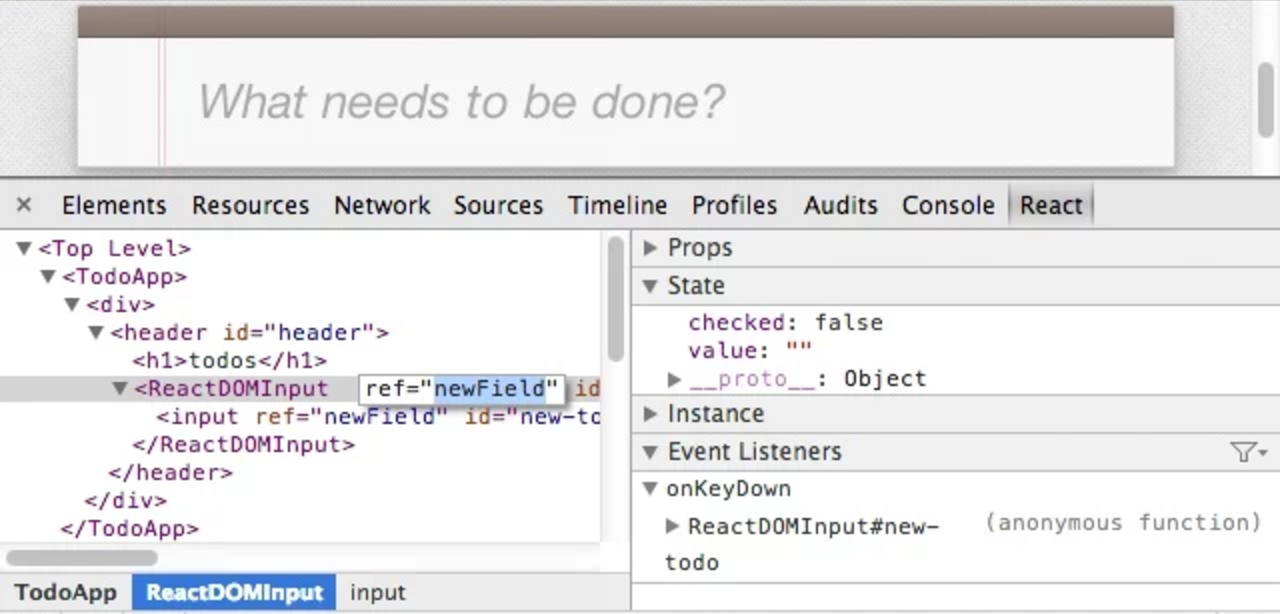 What needs to be done?
× Elements Resources Network Sources Timeline Profiles Audits Console React
<Top Level>
<TodoApp>
<div>
<header id="header">
<h1>todos</h1>
<ReactDOMInput ref="newField" id
<input ref="newField" id="new-to
</ReactDOMInput>
</header>
</div>
</TodoApp>
TodoApp ReactDOMInput input
Props
State
checked: false
value: ""
__proto__: Object
Instance
Event Listeners
onKeyDown
ReactDOMInput#new- (anonymous function)
todo